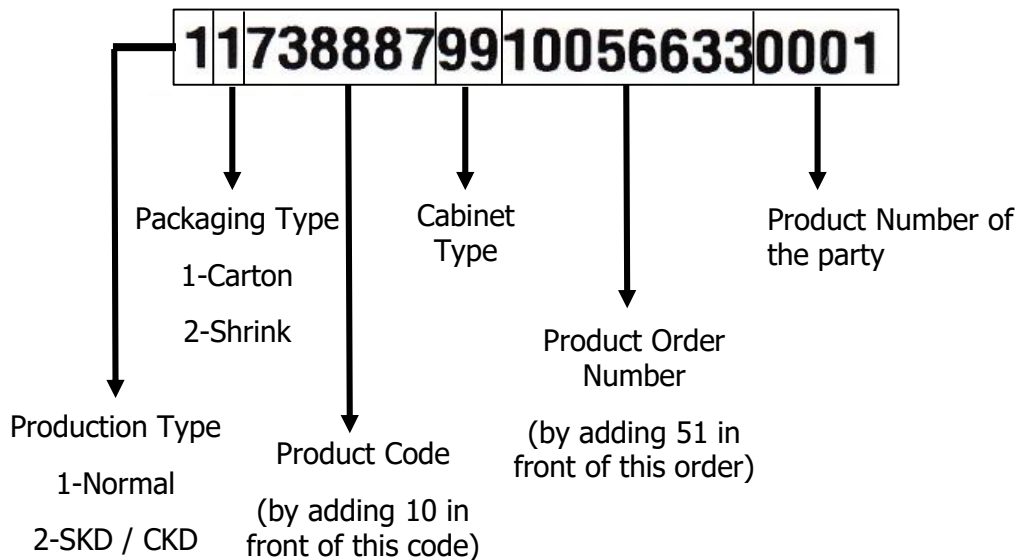 1173888799100566330001
Packaging Type
1-Carton
2-Shrink
Cabinet
Type
Product Number of
the party
Product Order
Number
(by adding 51 in
front of this order)
Production Type
1-Normal
2-SKD / CKD
Product Code
(by adding 10 in
front of this code)